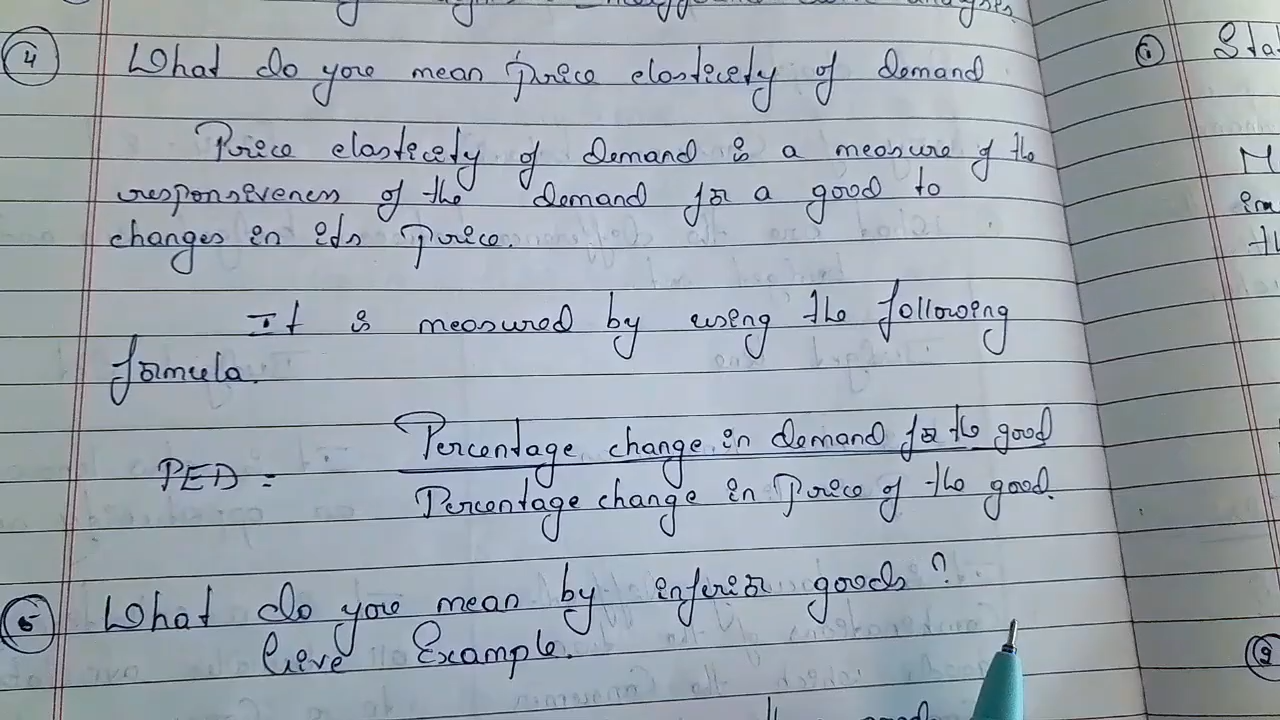 ④ What do you mean price elasticity of demand
Price elasticity of demand is a measure of the
responsiveness of the demand for a good to
changes in its price.
It is measured by using the following
formula.
PED = Percentage change in demand for the good
Percentage change in price of the good.
⑤ What do you mean by inferior goods?
Give Example.
good